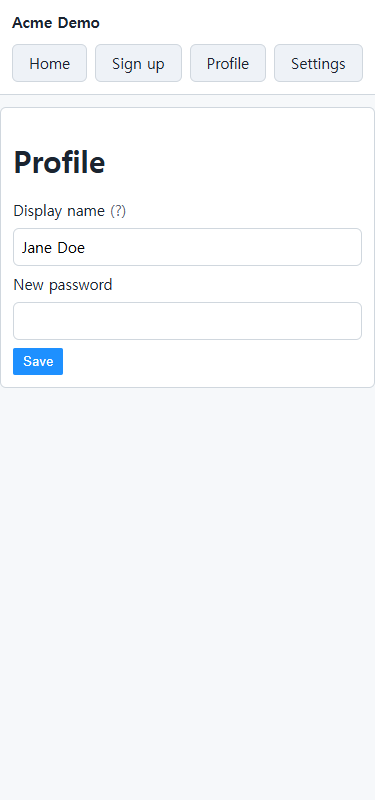 Acme Demo
Home Sign up Profile Settings
Profile
Display name (?)
Jane Doe
New password
Save